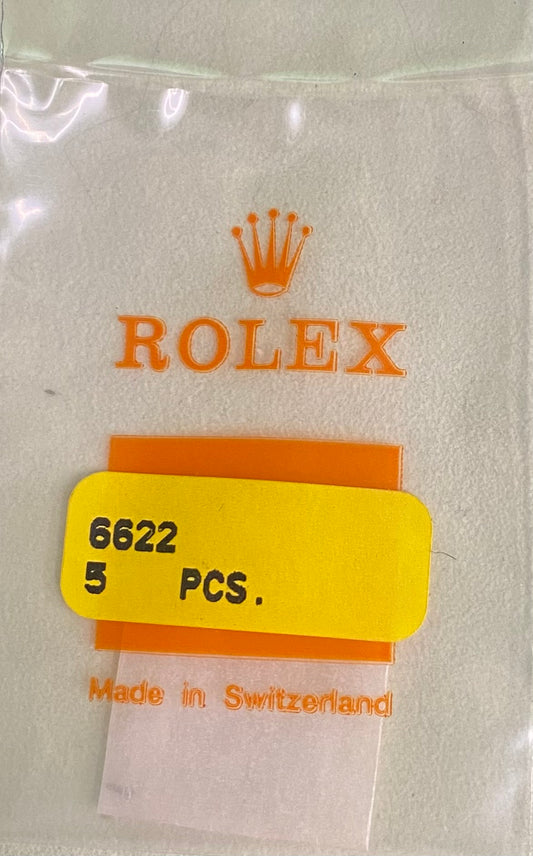 ROLEX
6622
5 PCS.
Made in Switzerland